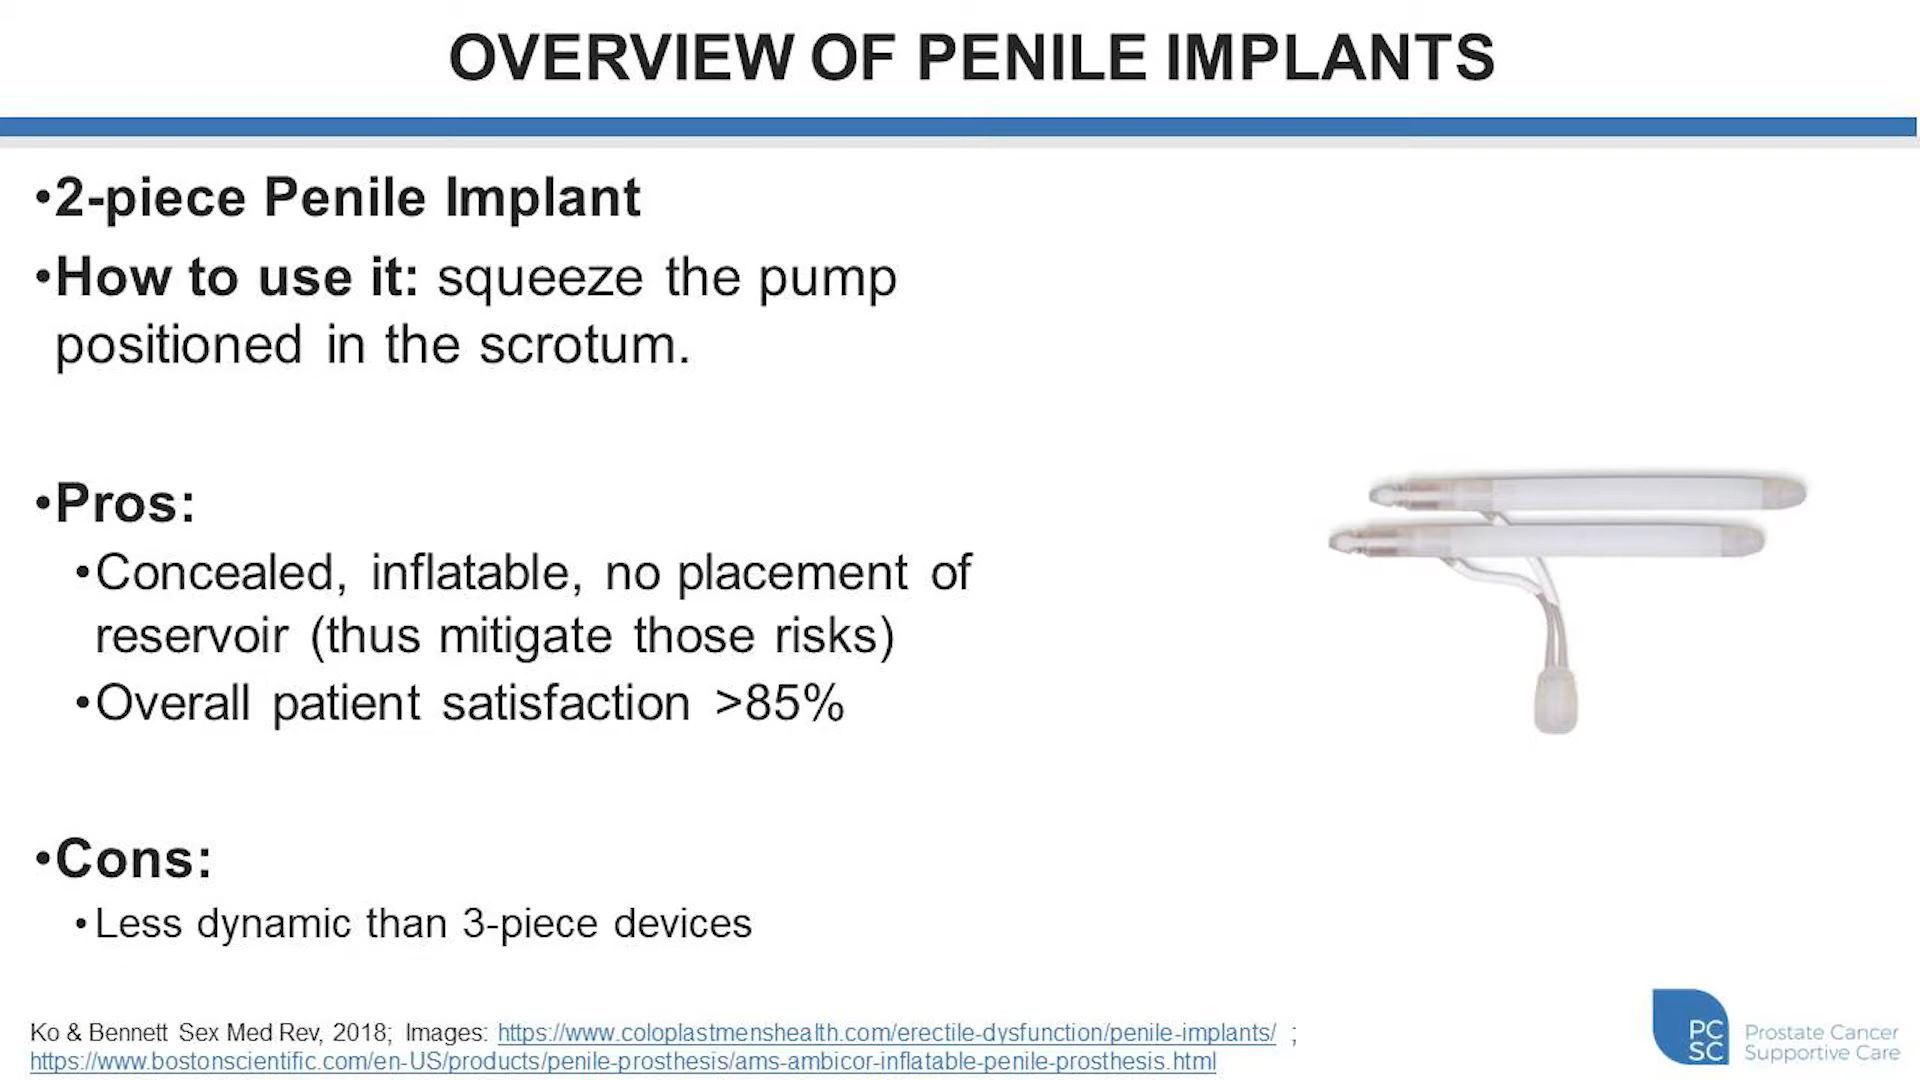 OVERVIEW OF PENILE IMPLANTS
•2-piece Penile Implant
•How to use it: squeeze the pump
positioned in the scrotum.
•Pros:
•Concealed, inflatable, no placement of
reservoir (thus mitigate those risks)
•Overall patient satisfaction >85%
•Cons:
•Less dynamic than 3-piece devices
Ko & Bennett Sex Med Rev, 2018; Images: https://www.coloplastmenshealth.com/erectile-dysfunction/penile-implants/ ;
https://www.bostonscientific.com/en-US/products/penile-prosthesis/ams-ambicor-inflatable-penile-prosthesis.html
PC
SC
Prostate Cancer
Supportive Care